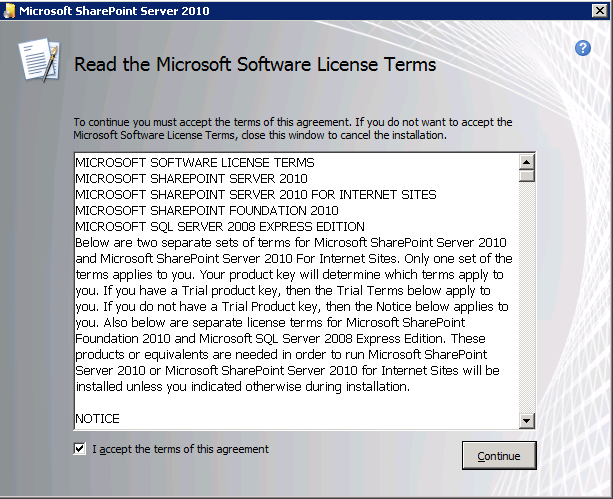 Microsoft SharePoint Server 2010
Read the Microsoft Software License Terms
To continue you must accept the terms of this agreement. If you do not want to accept the
Microsoft Software License Terms, close this window to cancel the installation.
MICROSOFT SOFTWARE LICENSE TERMS
MICROSOFT SHAREPOINT SERVER 2010
MICROSOFT SHAREPOINT SERVER 2010 FOR INTERNET SITES
MICROSOFT SHAREPOINT FOUNDATION 2010
MICROSOFT SQL SERVER 2008 EXPRESS EDITION
Below are two separate sets of terms for Microsoft SharePoint Server 2010
and Microsoft SharePoint Server 2010 For Internet Sites. Only one set of the
terms applies to you. Your product key will determine which terms apply to
you. If you have a Trial product key, then the Trial Terms below apply to
you. If you do not have a Trial Product key, then the Notice below applies to
you. Also below are separate license terms for Microsoft SharePoint
Foundation 2010 and Microsoft SQL Server 2008 Express Edition. These
products or equivalents are needed in order to run Microsoft SharePoint
Server 2010 or Microsoft SharePoint Server 2010 for Internet Sites will be
installed unless you indicated otherwise during installation.
NOTICE
I accept the terms of this agreement
Continue